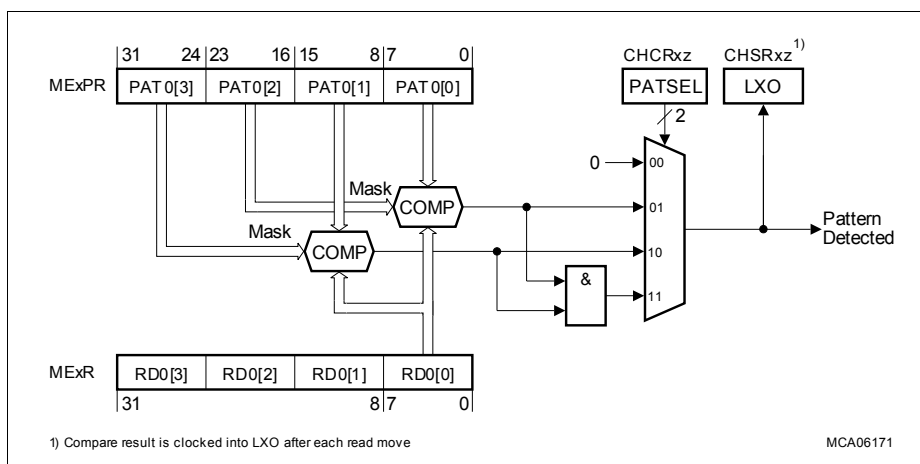 31 24 23 16 15 8 7 0
CHCRxz CHSRxz 1)
MExPR PAT0[3] PAT0[2] PAT0[1] PAT0[0] PATSEL LXO
2
0 00
Mask COMP 01
Mask COMP 10
Pattern
Detected
&
11
MExR RD0[3] RD0[2] RD0[1] RD0[0]
31 8 7 0
1) Compare result is clocked into LXO after each read move MCA06171